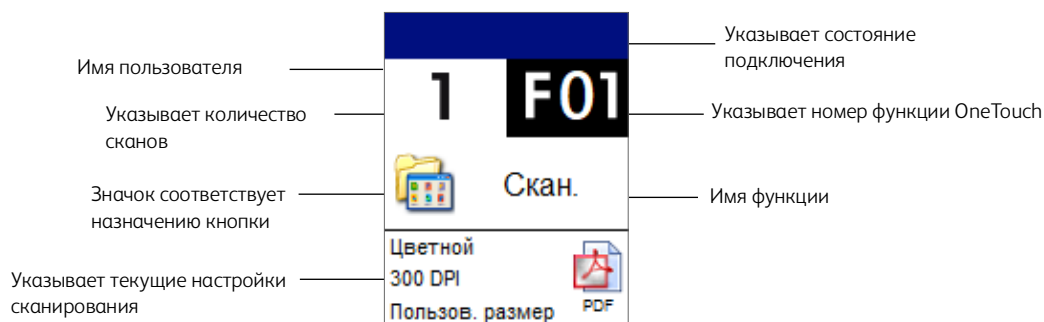 Указывает состояние
подключения
Имя пользователя
1
F01
Указывает количество
сканов
Указывает номер функции OneTouch
Значок соответствует
назначению кнопки
Скан.
Имя функции
Цветной
300 DPI
Пользов. размер
PDF
Указывает текущие настройки
сканирования